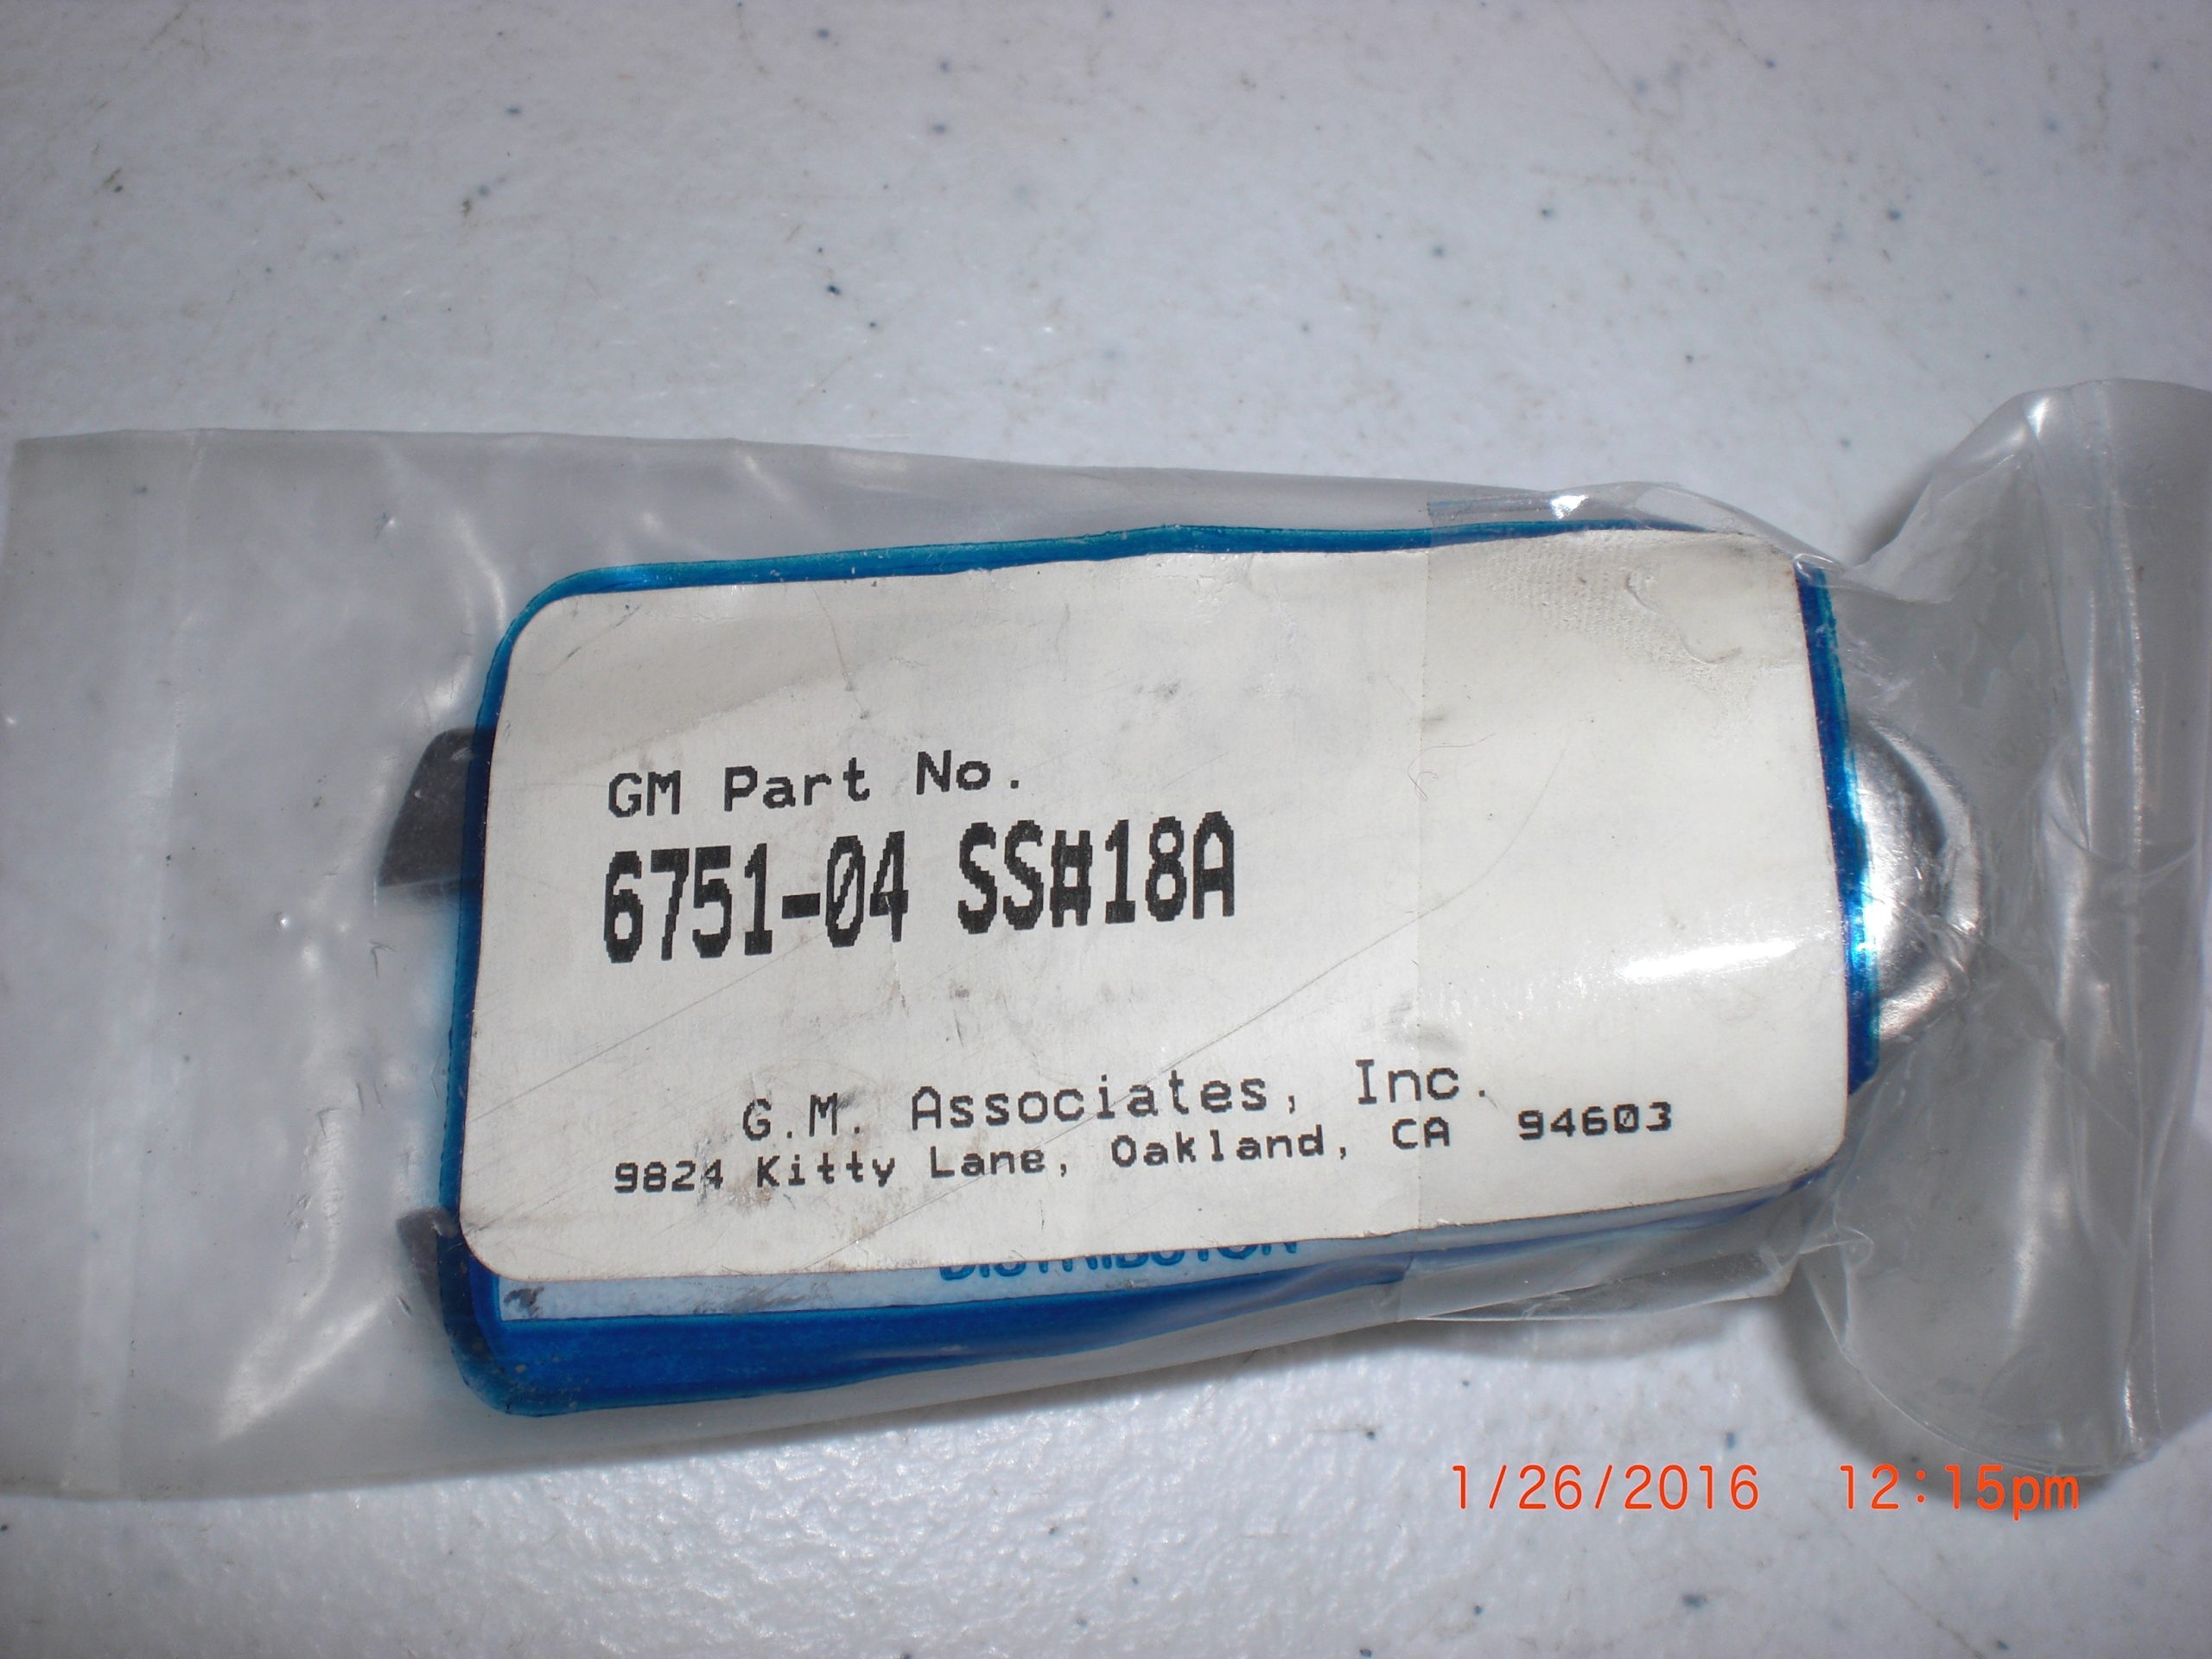 GM Part No.
6751-04 SS#18A
G.M. Associates, Inc.
9824 Kitty Lane, Oakland, CA 94603
DISTRIBUTOR
1/26/2016 12:15pm